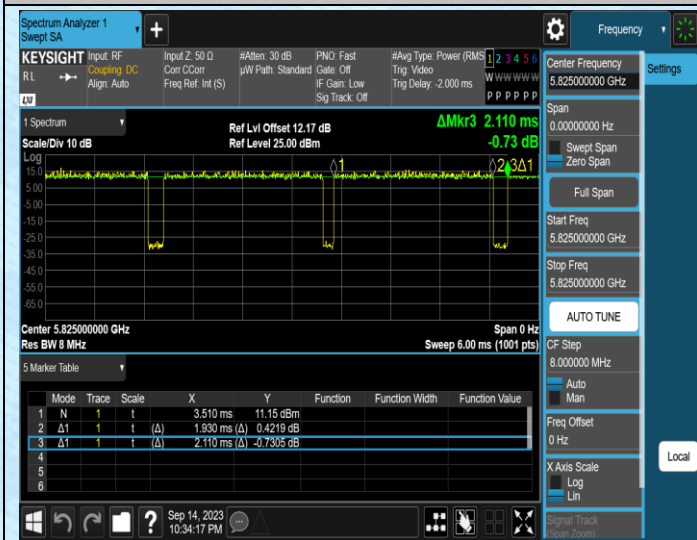 Spectrum Analyzer 1
Swept SA
Frequency
KEYSIGHT
RL
LXI
Input: RF
Coupling: DC
Align: Auto
Input Z: 50 Ω
Corr CCorr
Freq Ref: Int (S)
#Atten: 30 dB
µW Path: Standard
PNO: Fast
Gate: Off
IF Gain: Low
Sig Track: Off
#Avg Type: Power (RMS
Trig: Video
Trig Delay: -2.000 ms
1 2 3 4 5 6
W W W W W W
P P P P P P
1 Spectrum
Scale/Div 10 dB
Ref Lvl Offset 12.17 dB
Ref Level 25.00 dBm
ΔMkr3 2.110 ms
-0.73 dB
Log
15.0
5.00
-5.00
-15.0
-25.0
-35.0
-45.0
-55.0
-65.0
1
2 3Δ1
Center 5.825000000 GHz
Res BW 8 MHz
Span 0 Hz
Sweep 6.00 ms (1001 pts)
5 Marker Table
Mode Trace Scale X Y Function Function Width Function Value
1 N 1 t 3.510 ms 11.15 dBm
2 Δ1 1 t (Δ) 1.930 ms (Δ) 0.4219 dB
3 Δ1 1 t (Δ) 2.110 ms (Δ) -0.7305 dB
4
5
6
Sep 14, 2023
10:34:17 PM
Center Frequency
5.825000000 GHz
Span
0.00000000 Hz
Swept Span
Zero Span
Full Span
Start Freq
5.825000000 GHz
Stop Freq
5.825000000 GHz
AUTO TUNE
CF Step
8.000000 MHz
Auto
Man
Freq Offset
0 Hz
X Axis Scale
Log
Lin
Signal Track
(Span Zoom)
Settings
Local